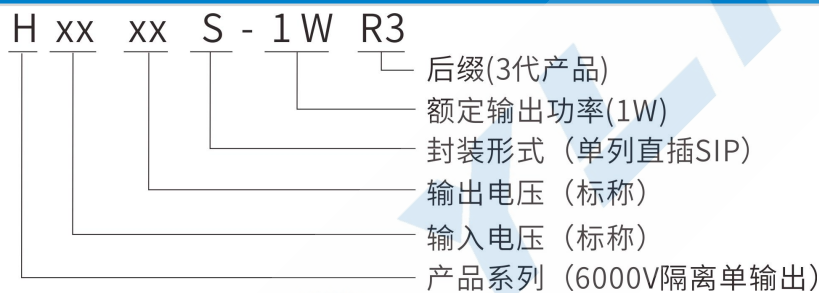 H xx xx S - 1W R3
后缀(3代产品)
额定输出功率(1W)
封装形式（单列直插SIP）
输出电压（标称）
输入电压（标称）
产品系列（6000V隔离单输出）